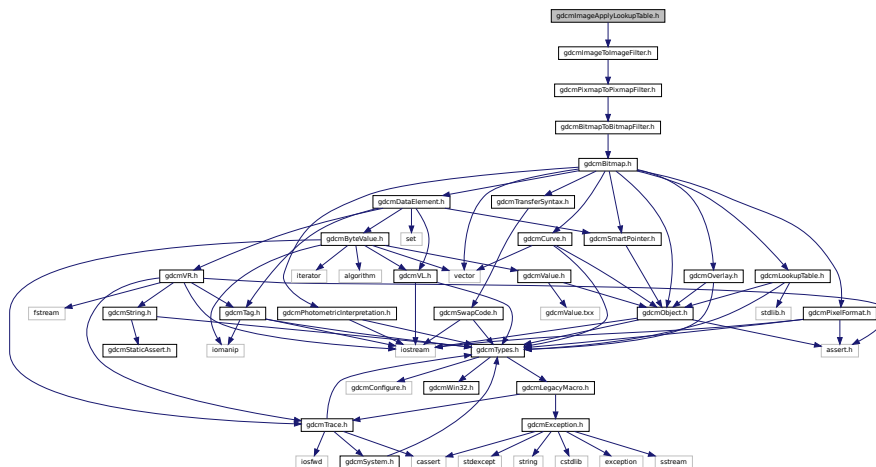 gdcmImageApplyLookupTable.h
gdcmImageToImageFilter.h
gdcmPixmapToPixmapFilter.h
gdcmBitmapToBitmapFilter.h
gdcmBitmap.h
gdcmDataElement.h
gdcmTransferSyntax.h
gdcmByteValue.h
set
gdcmCurve.h
gdcmSmartPointer.h
gdcmVR.h
iterator
algorithm
gdcmVL.h
vector
gdcmValue.h
gdcmOverlay.h
gdcmLookupTable.h
fstream
gdcmString.h
gdcmTag.h
gdcmPhotometricInterpretation.h
gdcmSwapCode.h
gdcmValue.txx
gdcmObject.h
stdlib.h
gdcmPixelFormat.h
gdcmStaticAssert.h
iomanip
iostream
gdcmTypes.h
assert.h
gdcmConfigure.h
gdcmWin32.h
gdcmLegacyMacro.h
gdcmTrace.h
gdcmException.h
iosfwd
gdcmSystem.h
cassert
stdexcept
string
cstdlib
exception
sstream